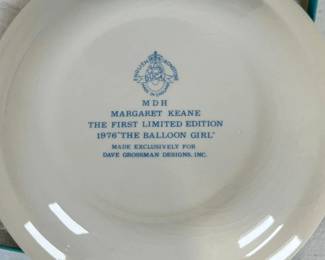 MDH
MARGARET KEANE
THE FIRST LIMITED EDITION
1976 "THE BALLOON GIRL"
MADE EXCLUSIVELY FOR
DAVE GROSSMAN DESIGNS, INC.